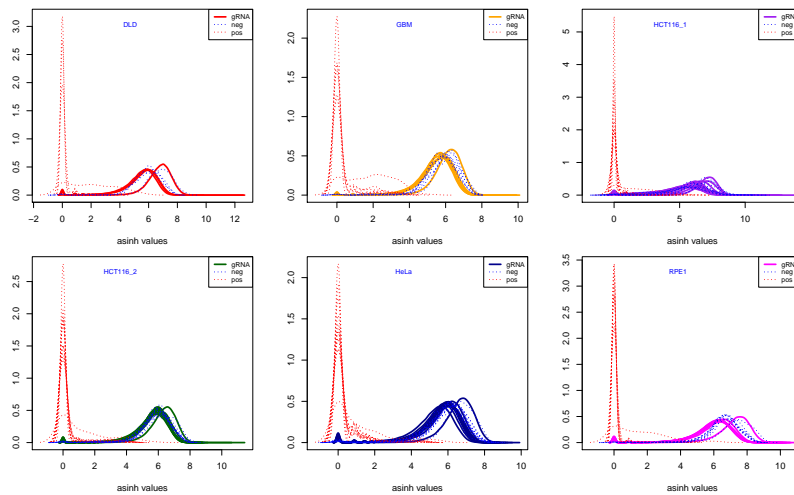 DLD
gRNA
neg
pos
0.0 0.5 1.0 1.5 2.0 2.5 3.0
−2 0 2 4 6 8 10 12
asinh values
GBM
gRNA
neg
pos
0.0 0.5 1.0 1.5 2.0
0 2 4 6 8 10
asinh values
HCT116_1
gRNA
neg
pos
0 1 2 3 4 5
0 5 10
asinh values
HCT116_2
gRNA
neg
pos
0.0 0.5 1.0 1.5 2.0 2.5
0 2 4 6 8 10
asinh values
HeLa
gRNA
neg
pos
0.0 0.5 1.0 1.5 2.0
0 2 4 6 8 10
asinh values
RPE1
gRNA
neg
pos
0.0 0.5 1.0 1.5 2.0 2.5 3.0 3.5
0 2 4 6 8 10
asinh values